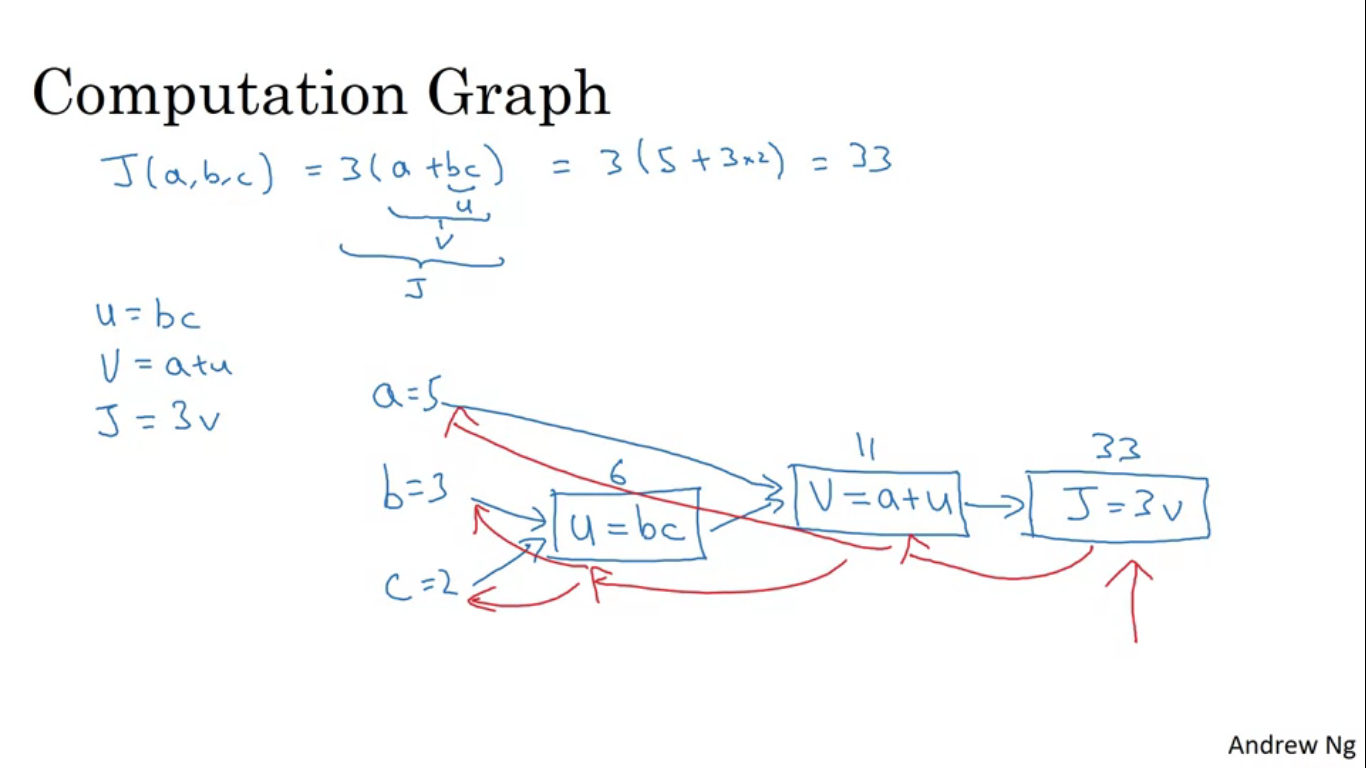 Computation Graph
J(a,b,c) = 3(a+bc) = 3(5+3×2) = 33
u
V
J
u = bc
V = a+u
J = 3v
a=5
11
33
b=3
6
V = a+u
J = 3v
u = bc
c=2
Andrew Ng